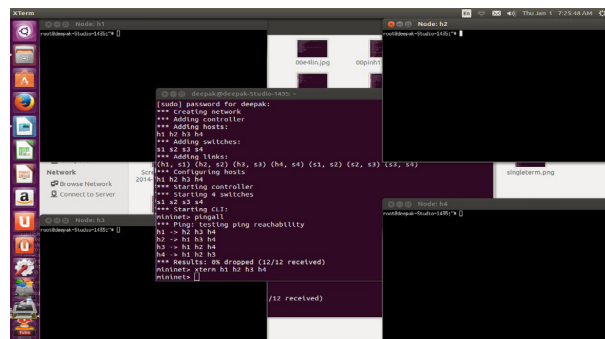 XTerm
En
Thu Jan 1 7:25:48 AM
Node: h1
root@deepak-Studio-1435:~#
Node: h2
root@deepak-Studio-1435:~#
00e4lin.jpg
deepak@deepak-Studio-1435: ~
[sudo] password for deepak:
*** Creating network
*** Adding controller
*** Adding hosts:
h1 h2 h3 h4
*** Adding switches:
s1 s2 s3 s4
*** Adding links:
(h1, s1) (h2, s2) (h3, s3) (h4, s4) (s1, s2) (s2, s3) (s3, s4)
*** Configuring hosts
h1 h2 h3 h4
*** Starting controller
*** Starting 4 switches
s1 s2 s3 s4
*** Starting CLI:
mininet> pingall
*** Ping: testing ping reachability
h1 -> h2 h3 h4
h2 -> h1 h3 h4
h3 -> h1 h2 h4
h4 -> h1 h2 h3
*** Results: 0% dropped (12/12 received)
mininet> xterm h1 h2 h3 h4
mininet>
Network
Browse Network
Connect to Server
2014-
singleterm.png
/12 received)
Node: h3
root@deepak-Studio-1435:~#
Node: h4
root@deepak-Studio-1435:~#